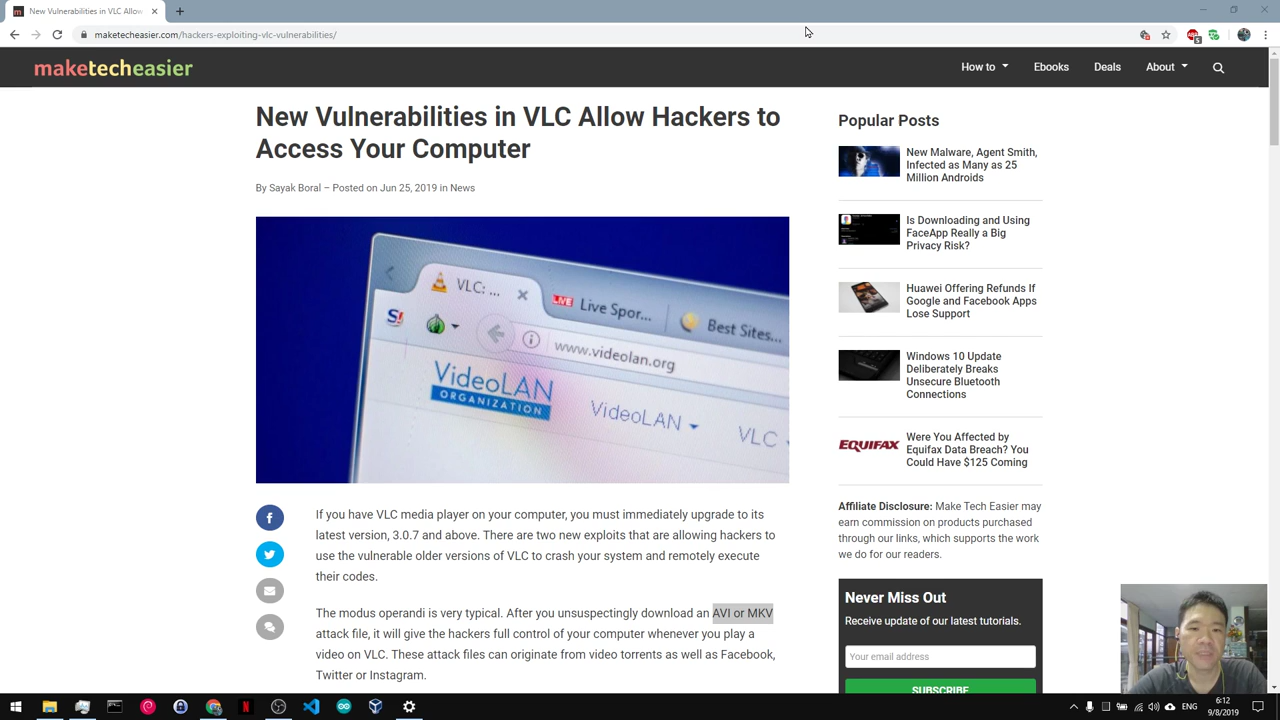 New Vulnerabilities in VLC Allow
maketecheasier.com/hackers-exploiting-vlc-vulnerabilities/
maketecheasier
How to
Ebooks
Deals
About
New Vulnerabilities in VLC Allow Hackers to
Access Your Computer
By Sayak Boral – Posted on Jun 25, 2019 in News
VLC: ...
LIVE Live Spor...
Best Sites...
S!
www.videolan.org
VideoLAN
ORGANIZATION
VideoLAN
VLC
If you have VLC media player on your computer, you must immediately upgrade to its
latest version, 3.0.7 and above. There are two new exploits that are allowing hackers to
use the vulnerable older versions of VLC to crash your system and remotely execute
their codes.
The modus operandi is very typical. After you unsuspectingly download an AVI or MKV
attack file, it will give the hackers full control of your computer whenever you play a
video on VLC. These attack files can originate from video torrents as well as Facebook,
Twitter or Instagram.
Popular Posts
New Malware, Agent Smith,
Infected as Many as 25
Million Androids
Is Downloading and Using
FaceApp Really a Big
Privacy Risk?
Huawei Offering Refunds If
Google and Facebook Apps
Lose Support
Windows 10 Update
Deliberately Breaks
Unsecure Bluetooth
Connections
EQUIFAX
Were You Affected by
Equifax Data Breach? You
Could Have $125 Coming
Affiliate Disclosure: Make Tech Easier may
earn commission on products purchased
through our links, which supports the work
we do for our readers.
Never Miss Out
Receive update of our latest tutorials.
Your email address
SUBSCRIBE
ENG
6:12
9/8/2019